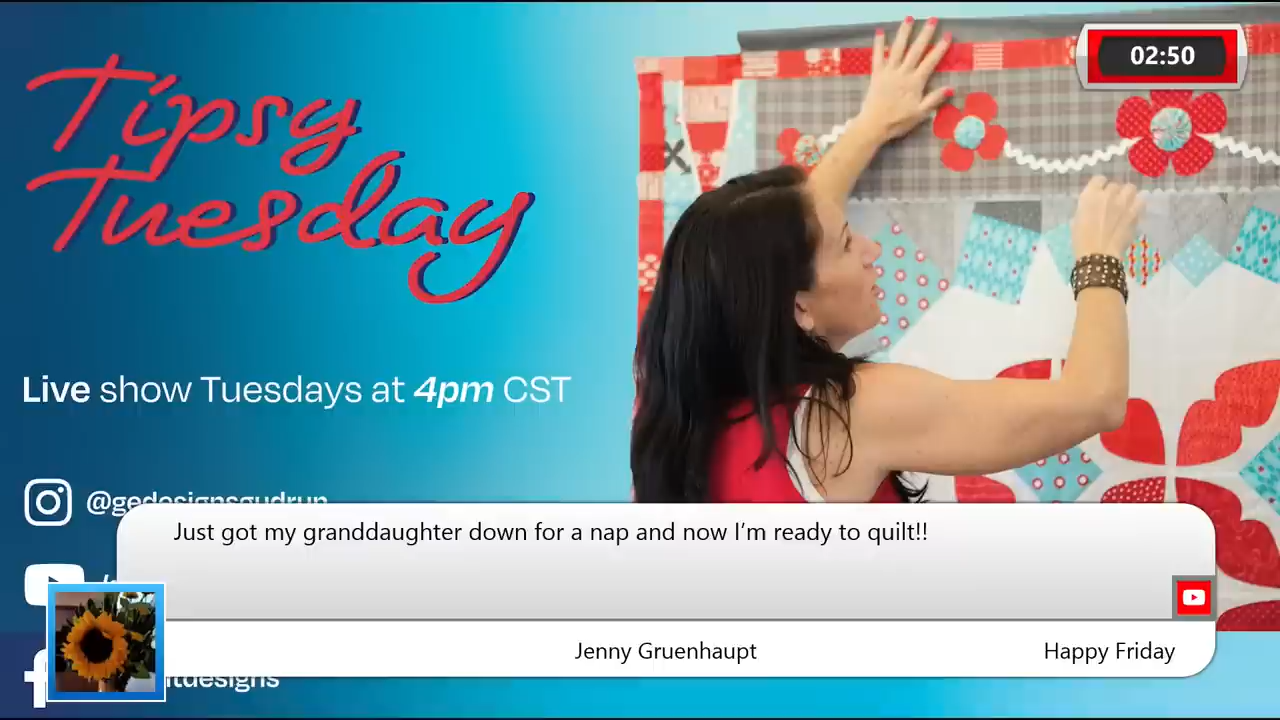 Tipsy
Tuesday
02:50
Live show Tuesdays at 4pm CST
@gedesignsgudrun
Just got my granddaughter down for a nap and now I’m ready to quilt!!
Jenny Gruenhaupt
Happy Friday